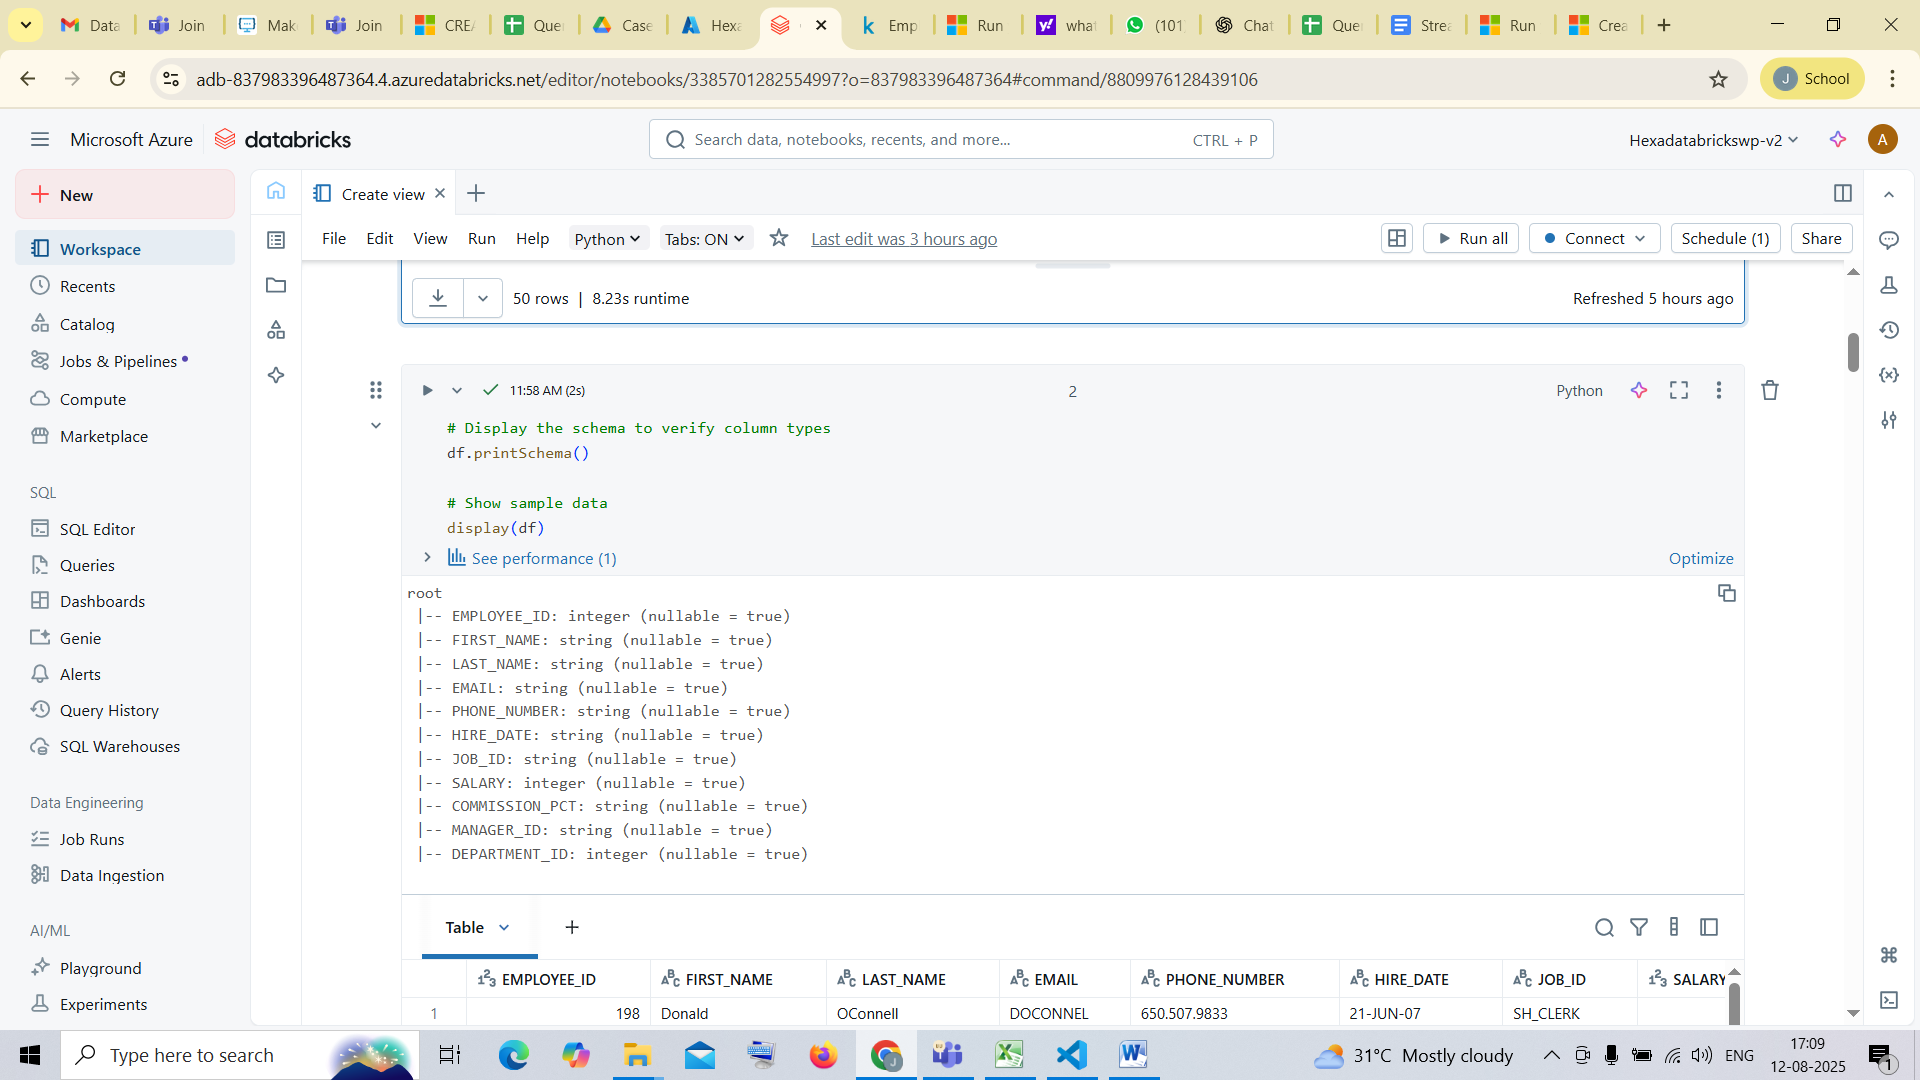 Data
Join
Mak
Join
CREA
Quer
Case
Hexa
Emp
Run
what
(101
Chat
Quer
Strea
Run
Crea
adb-837983396487364.4.azuredatabricks.net/editor/notebooks/3385701282554997?o=837983396487364#command/8809976128439106
J School
Microsoft Azure databricks
Search data, notebooks, recents, and more... CTRL + P
Hexadatabrickswp-v2 A
New
Workspace
Recents
Catalog
Jobs & Pipelines
Compute
Marketplace
SQL
SQL Editor
Queries
Dashboards
Genie
Alerts
Query History
SQL Warehouses
Data Engineering
Job Runs
Data Ingestion
AI/ML
Playground
Experiments
Create view
File Edit View Run Help Python Tabs: ON Last edit was 3 hours ago
Run all Connect Schedule (1) Share
50 rows | 8.23s runtime Refreshed 5 hours ago
11:58 AM (2s) 2 Python
# Display the schema to verify column types
df.printSchema()
# Show sample data
display(df)
See performance (1) Optimize
root
|-- EMPLOYEE_ID: integer (nullable = true)
|-- FIRST_NAME: string (nullable = true)
|-- LAST_NAME: string (nullable = true)
|-- EMAIL: string (nullable = true)
|-- PHONE_NUMBER: string (nullable = true)
|-- HIRE_DATE: string (nullable = true)
|-- JOB_ID: string (nullable = true)
|-- SALARY: integer (nullable = true)
|-- COMMISSION_PCT: string (nullable = true)
|-- MANAGER_ID: string (nullable = true)
|-- DEPARTMENT_ID: integer (nullable = true)
Table
EMPLOYEE_ID FIRST_NAME LAST_NAME EMAIL PHONE_NUMBER HIRE_DATE JOB_ID SALARY
1 198 Donald OConnell DOCONNEL 650.507.9833 21-JUN-07 SH_CLERK
Type here to search
31°C Mostly cloudy
ENG
17:09
12-08-2025
1